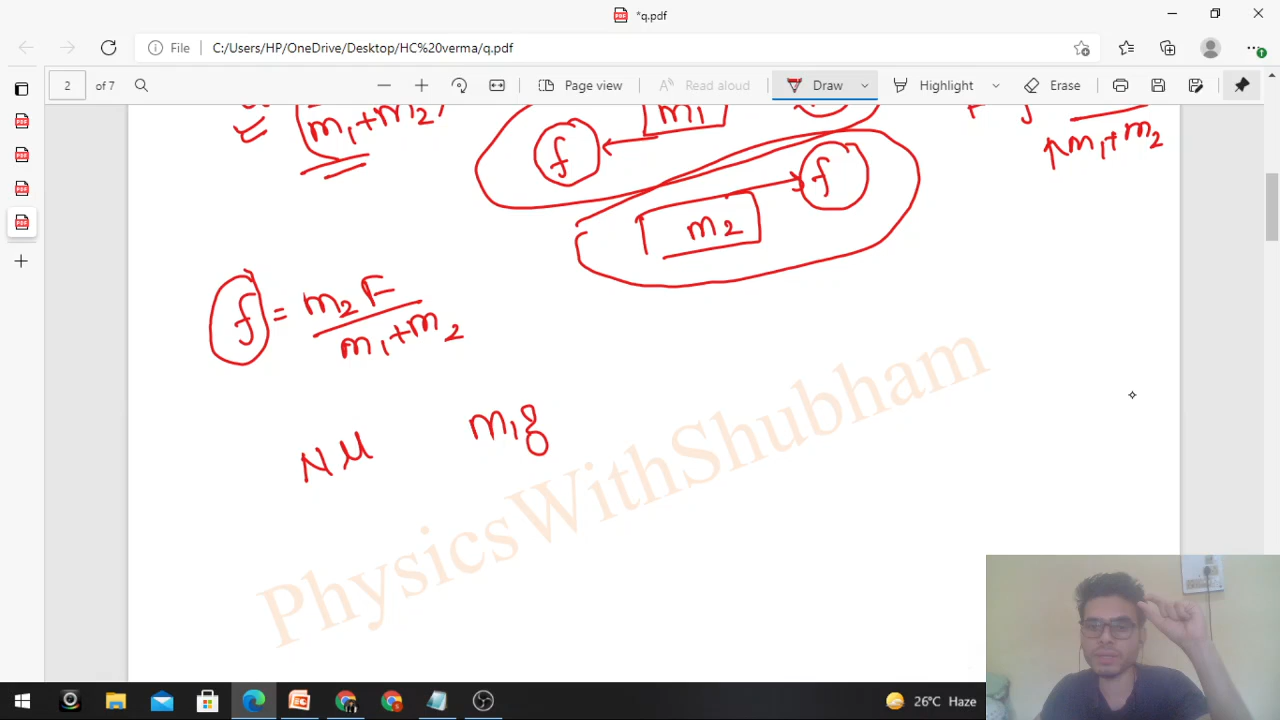 *q.pdf
File C:/Users/HP/OneDrive/Desktop/HC%20verma/q.pdf
2 of 7 Page view Read aloud Draw Highlight Erase
m1+m2
f
m1
m1+m2
m2
f
f = m2 F
m1+m2
Nμ m1g
PhysicsWithShubham
26°C Haze